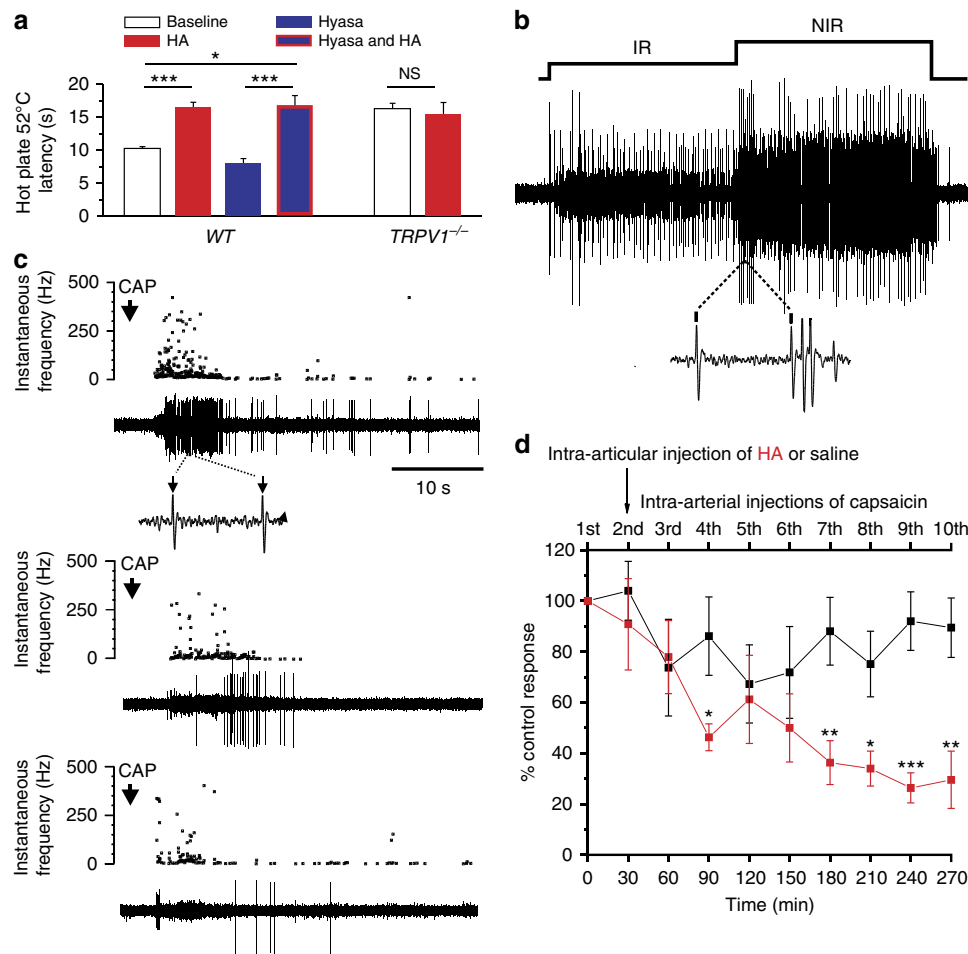 a
Baseline
HA
Hyasa
Hyasa and HA
Hot plate 52°C
latency (s)
20
15
10
5
0
***
*
***
NS
WT
TRPV1−/−
b
IR
NIR
c
Instantaneous
frequency (Hz)
500
250
0
CAP
10 s
Instantaneous
frequency (Hz)
500
250
0
CAP
Instantaneous
frequency (Hz)
500
250
0
CAP
d
Intra-articular injection of HA or saline
Intra-arterial injections of capsaicin
1st 2nd 3rd 4th 5th 6th 7th 8th 9th 10th
% control response
120
100
80
60
40
20
0
* ** * *** **
0 30 60 90 120 150 180 210 240 270
Time (min)